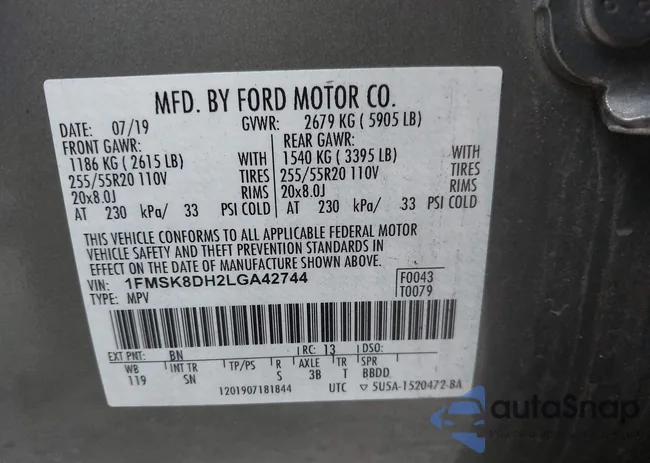 MFD. BY FORD MOTOR CO.
DATE: 07/19 GVWR: 2679 KG ( 5905 LB)
FRONT GAWR: REAR GAWR:
1186 KG ( 2615 LB) WITH 1540 KG ( 3395 LB) WITH
255/55R20 110V TIRES 255/55R20 110V TIRES
20x8.0J RIMS 20x8.0J RIMS
AT 230 kPa/ 33 PSI COLD AT 230 kPa/ 33 PSI COLD
THIS VEHICLE CONFORMS TO ALL APPLICABLE FEDERAL MOTOR
VEHICLE SAFETY AND THEFT PREVENTION STANDARDS IN
EFFECT ON THE DATE OF MANUFACTURE SHOWN ABOVE.
VIN: 1FMSK8DH2LGA42744 F0043
TYPE: MPV T0079
EXT PNT: BN RC: 13 DSO:
WB INT TR TP/PS R AXLE TR SPR
119 SN S 3B T BBDD
1201907181844 UTC ▽ 5U5A-1520472-BA
autoSnap